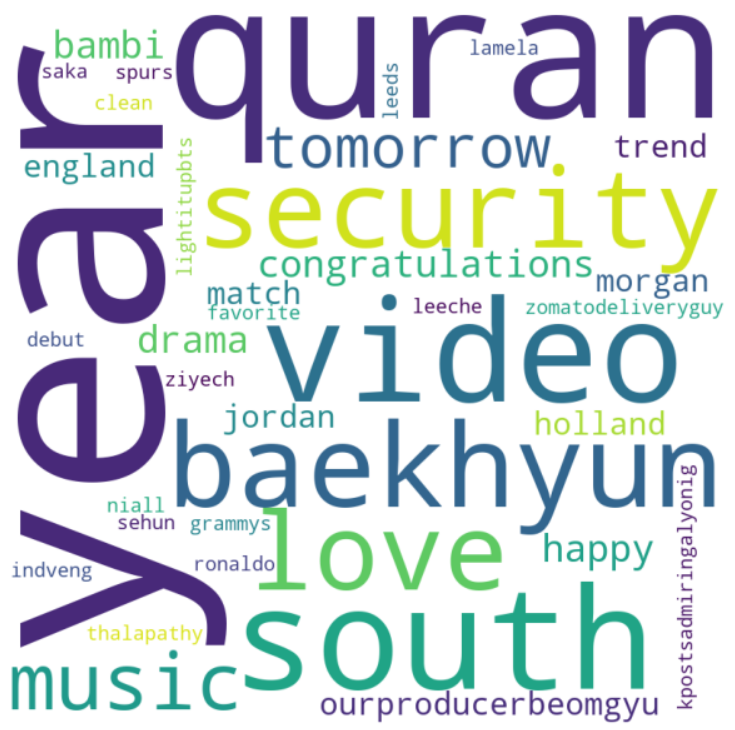 quran
year
bambi
lamela
saka
spurs
leeds
clean
tomorrow
trend
england
lightitupbts
security
congratulations
match
morgan
favorite
leeche
zomatodeliveryguy
debut
drama
video
ziyech
jordan
holland
baekhyun
niall
sehun
grammys
love
happy
kpostsadmiringalyonig
indveng
ronaldo
south
thalapathy
music
ourproducerbeomgyu